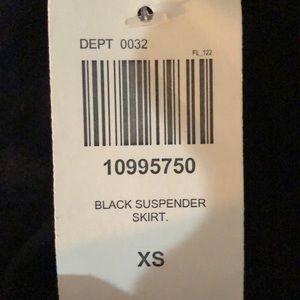 DEPT 0032
FL_122
10995750
BLACK SUSPENDER
SKIRT.
XS